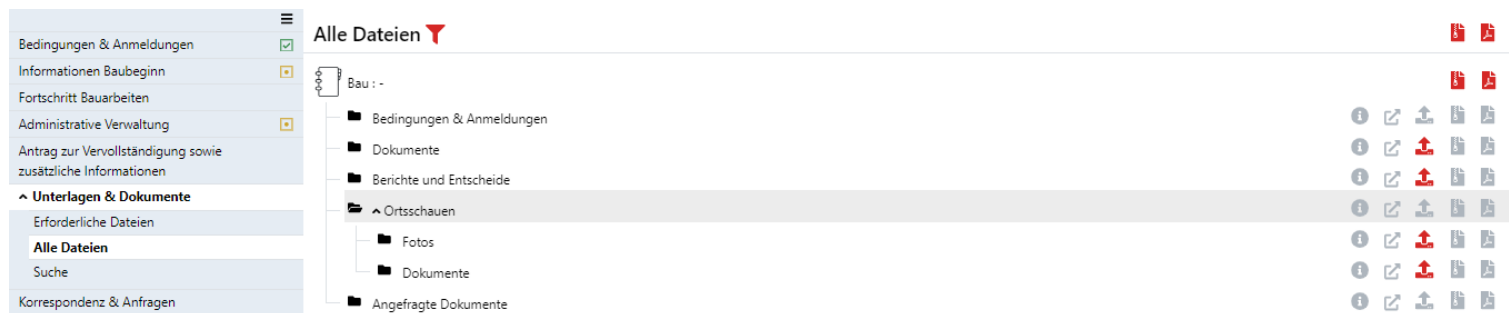 Bedingungen & Anmeldungen
Informationen Baubeginn
Fortschritt Bauarbeiten
Administrative Verwaltung
Antrag zur Vervollständigung sowie
zusätzliche Informationen
Unterlagen & Dokumente
Erforderliche Dateien
Alle Dateien
Suche
Korrespondenz & Anfragen
Alle Dateien
Bau : -
Bedingungen & Anmeldungen
Dokumente
Berichte und Entscheide
Ortsschauen
Fotos
Dokumente
Angefragte Dokumente